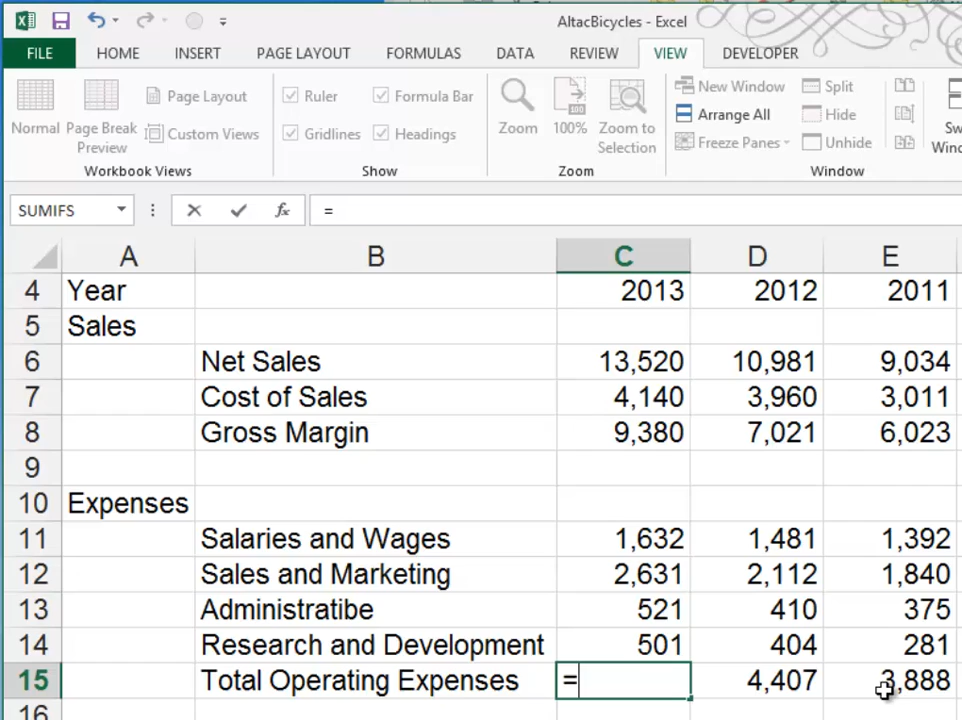 AltacBicycles - Excel
FILE HOME INSERT PAGE LAYOUT FORMULAS DATA REVIEW VIEW DEVELOPER
Normal Page Break Preview Page Layout Custom Views Ruler Formula Bar Gridlines Headings Zoom 100% Zoom to Selection New Window Arrange All Freeze Panes Split Hide Unhide
Workbook Views Show Zoom Window
SUMIFS fx =
A B C D E
4 Year 2013 2012 2011
5 Sales
6 Net Sales 13,520 10,981 9,034
7 Cost of Sales 4,140 3,960 3,011
8 Gross Margin 9,380 7,021 6,023
9
10 Expenses
11 Salaries and Wages 1,632 1,481 1,392
12 Sales and Marketing 2,631 2,112 1,840
13 Administratibe 521 410 375
14 Research and Development 501 404 281
15 Total Operating Expenses = 4,407 3,888
16